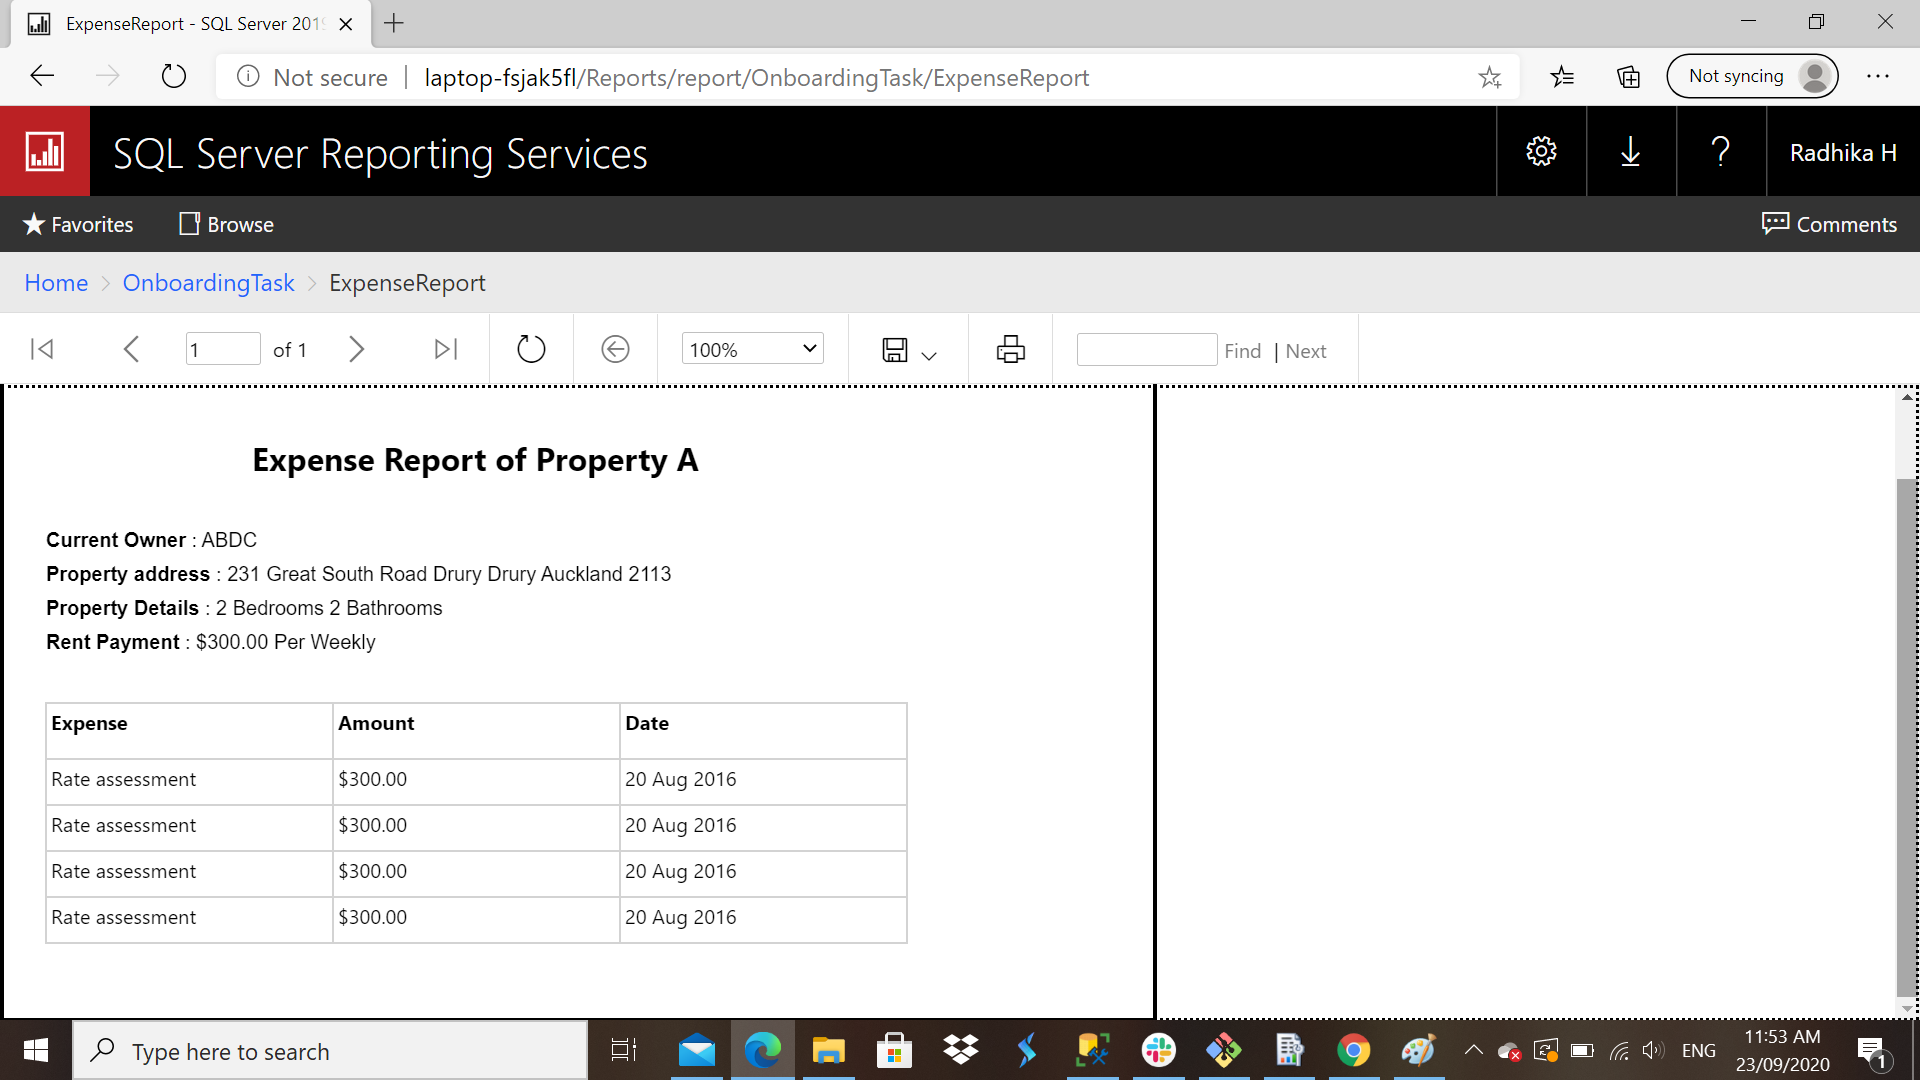 ExpenseReport - SQL Server 201
Not secure | laptop-fsjak5fl/Reports/report/OnboardingTask/ExpenseReport
Not syncing
SQL Server Reporting Services
Radhika H
Favorites
Browse
Comments
Home > OnboardingTask > ExpenseReport
1 of 1
100%
Find | Next
Expense Report of Property A
Current Owner : ABDC
Property address : 231 Great South Road Drury Drury Auckland 2113
Property Details : 2 Bedrooms 2 Bathrooms
Rent Payment : $300.00 Per Weekly
Expense Amount Date
Rate assessment $300.00 20 Aug 2016
Rate assessment $300.00 20 Aug 2016
Rate assessment $300.00 20 Aug 2016
Rate assessment $300.00 20 Aug 2016
Type here to search
ENG
11:53 AM
23/09/2020
1